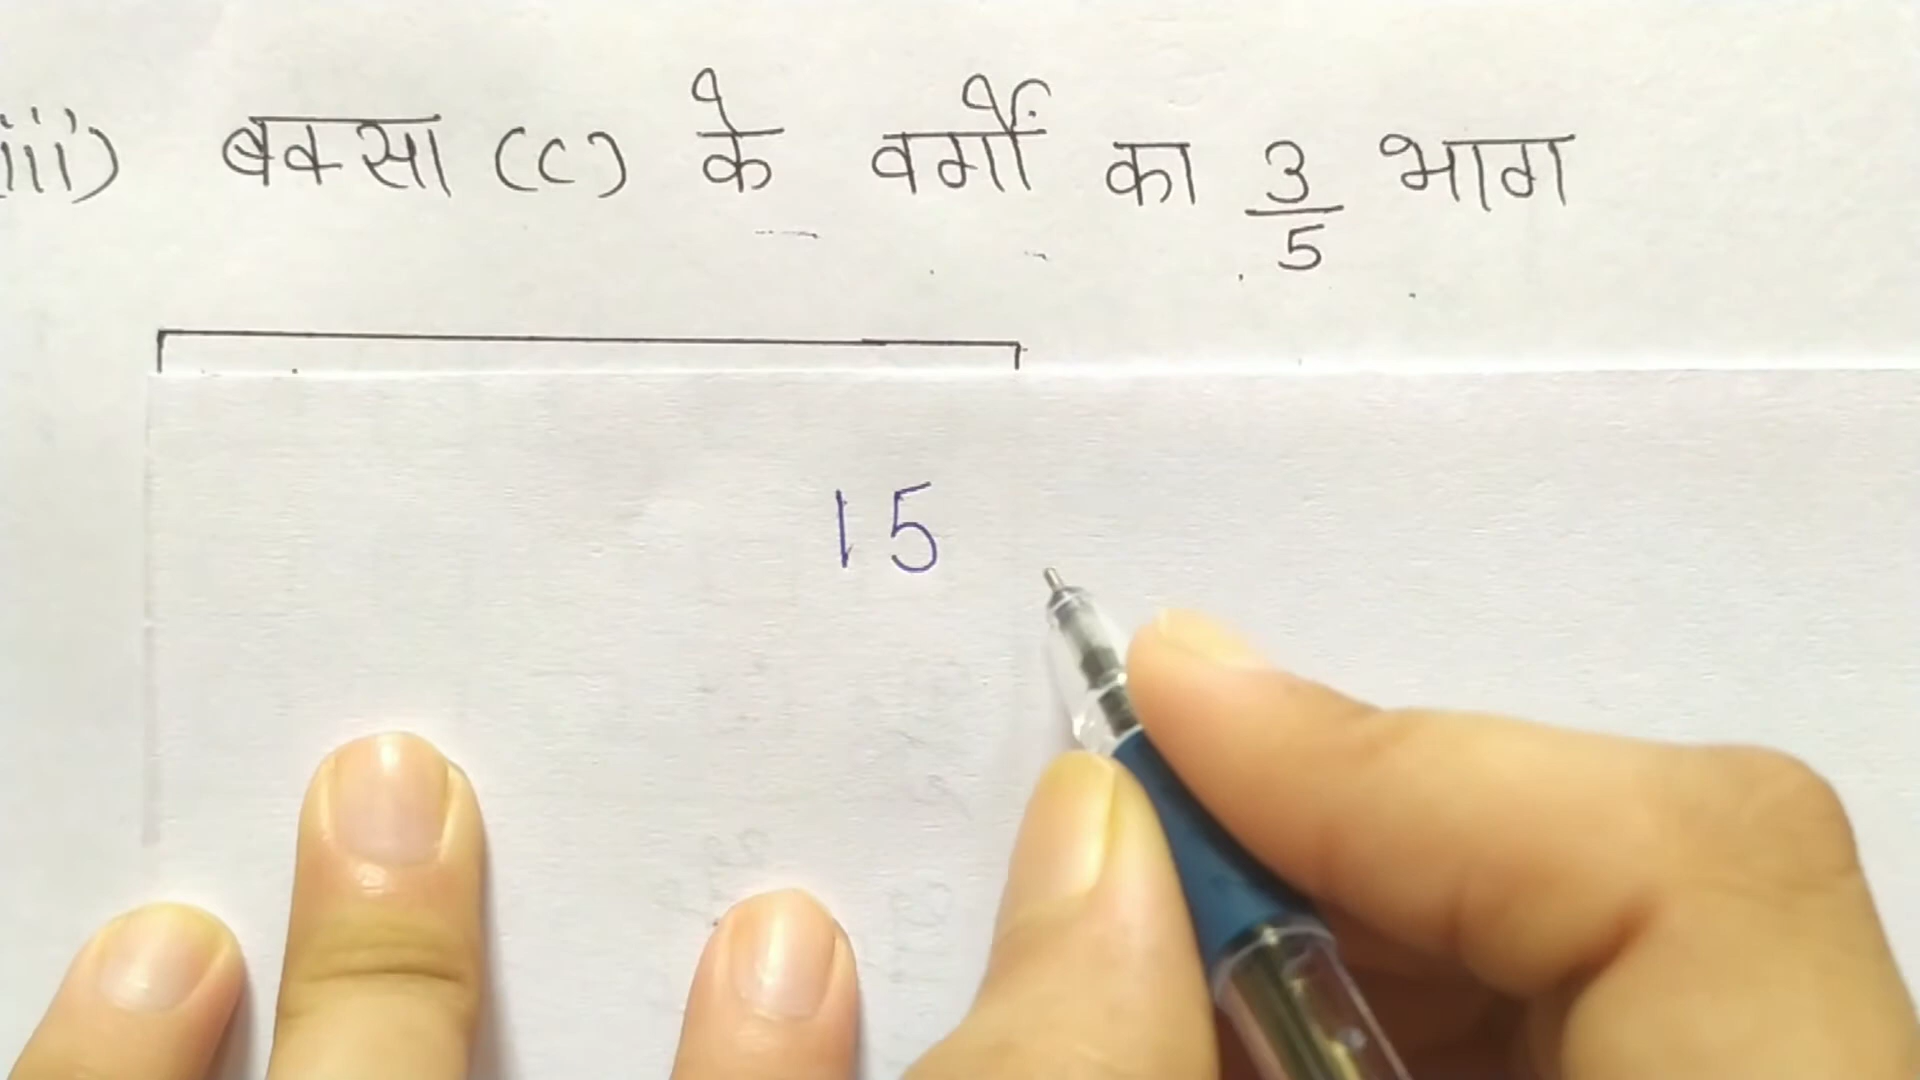 iii) बक्सा (c) के वर्गों का 3/5 भाग
15